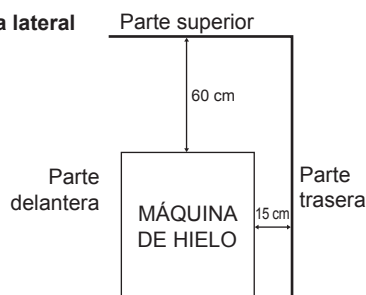 a lateral
Parte superior
60 cm
Parte
delantera
MÁQUINA
DE HIELO
15 cm
Parte
trasera